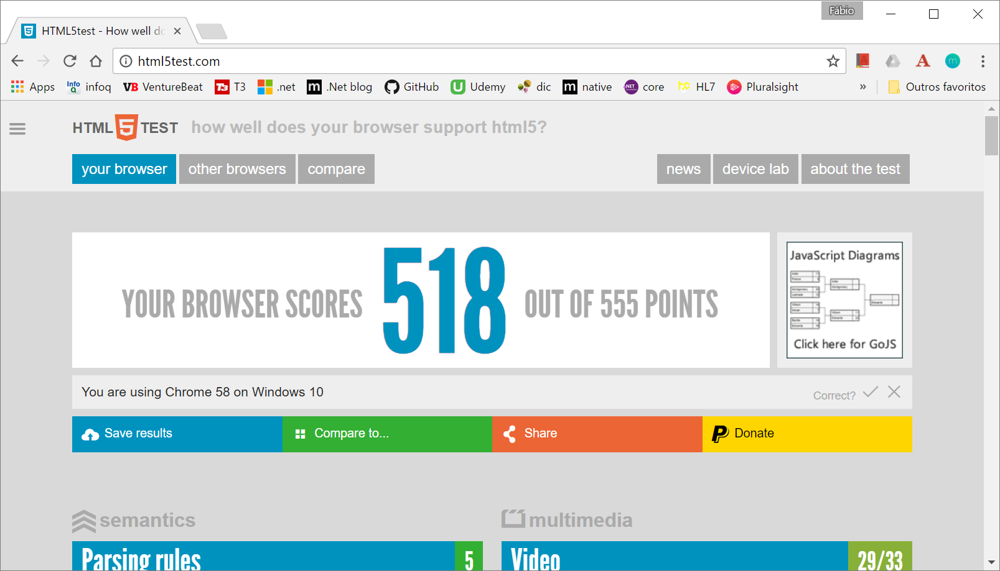 Fábio
HTML5test - How well do
html5test.com
Apps infoq VentureBeat T3 .net .Net blog GitHub Udemy dic native core HL7 Pluralsight » Outros favoritos
HTML 5 TEST how well does your browser support html5?
your browser other browsers compare news device lab about the test
YOUR BROWSER SCORES 518 OUT OF 555 POINTS
JavaScript Diagrams
Click here for GoJS
You are using Chrome 58 on Windows 10 Correct?
Save results Compare to... Share Donate
semantics multimedia
Parsing rules 5 Video 29/33